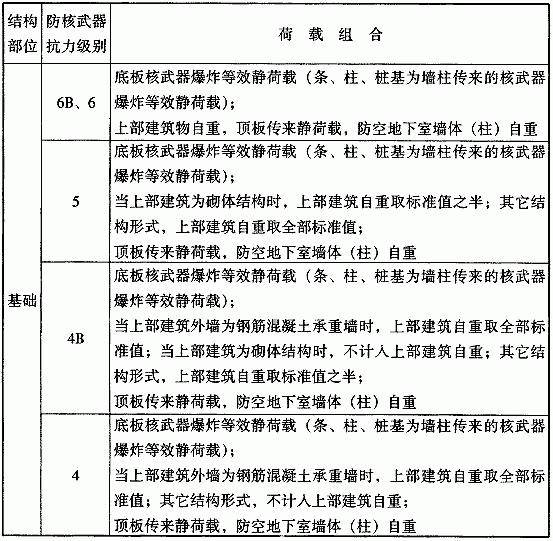 结构部位 防核武器抗力级别 荷载组合
基础
6B、6
底板核武器爆炸等效静荷载（条、柱、桩基为墙柱传来的核武器
爆炸等效静荷载）；
上部建筑物自重，顶板传来静荷载，防空地下室墙体（柱）自重
5
底板核武器爆炸等效静荷载（条、柱、桩基为墙柱传来的核武器
爆炸等效静荷载）；
当上部建筑为砌体结构时，上部建筑自重取标准值之半；其它结
构形式，上部建筑自重取全部标准值；
顶板传来静荷载，防空地下室墙体（柱）自重
4B
底板核武器爆炸等效静荷载（条、柱、桩基为墙柱传来的核武器
爆炸等效静荷载）；
当上部建筑外墙为钢筋混凝土承重墙时，上部建筑自重取全部标
准值；当上部建筑为砌体结构时，不计入上部建筑自重；其它结
构形式，上部建筑自重取标准值之半；
顶板传来静荷载，防空地下室墙体（柱）自重
4
底板核武器爆炸等效静荷载（条、柱、桩基为墙柱传来的核武器
爆炸等效静荷载）；
当上部建筑外墙为钢筋混凝土承重墙时，上部建筑自重取全部标
准值；其它结构形式，不计入上部建筑自重；
顶板传来静荷载，防空地下室墙体（柱）自重